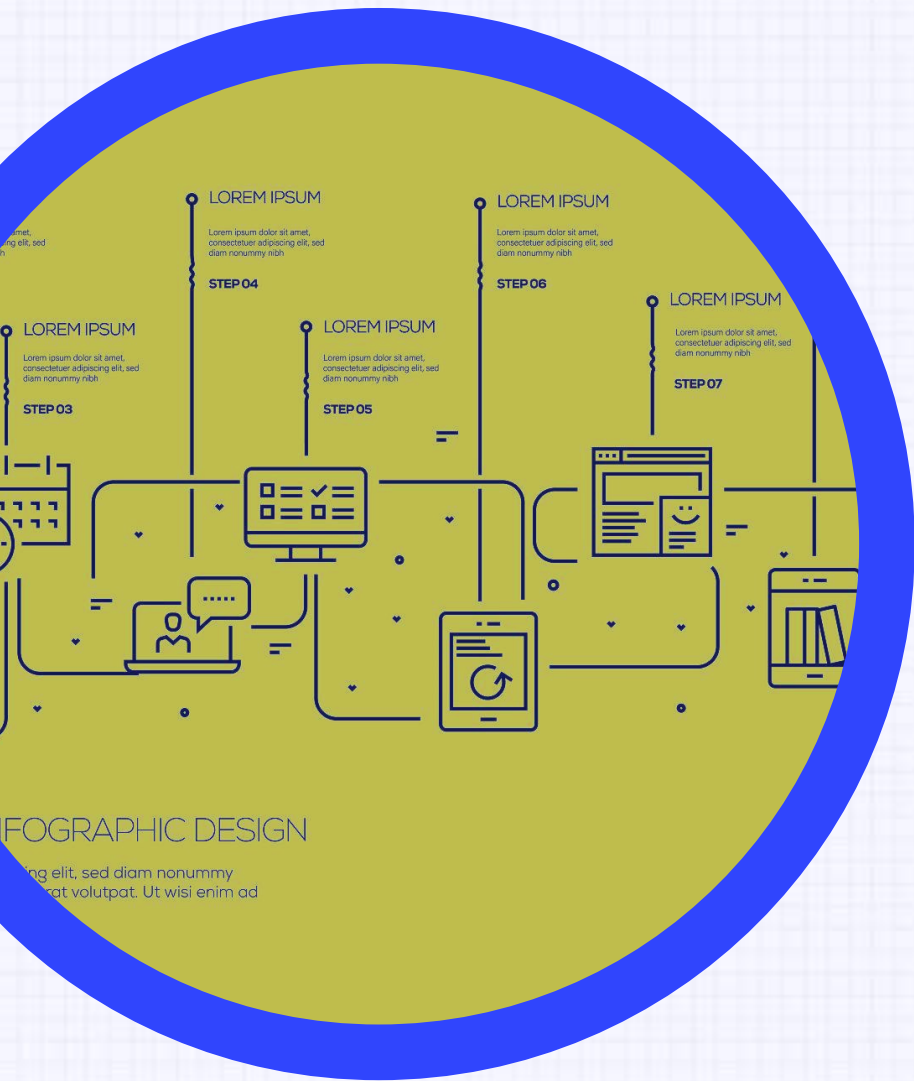 LOREM IPSUM
Lorem ipsum dolor sit amet,
consectetuer adipiscing elit, sed
diam nonummy nibh
STEP 03
LOREM IPSUM
Lorem ipsum dolor sit amet,
consectetuer adipiscing elit, sed
diam nonummy nibh
STEP 04
LOREM IPSUM
Lorem ipsum dolor sit amet,
consectetuer adipiscing elit, sed
diam nonummy nibh
STEP 05
LOREM IPSUM
Lorem ipsum dolor sit amet,
consectetuer adipiscing elit, sed
diam nonummy nibh
STEP 06
LOREM IPSUM
Lorem ipsum dolor sit amet,
consectetuer adipiscing elit, sed
diam nonummy nibh
STEP 07
DESIGN
elit, sed diam nonummy
volutpat. Ut wisi enim ad